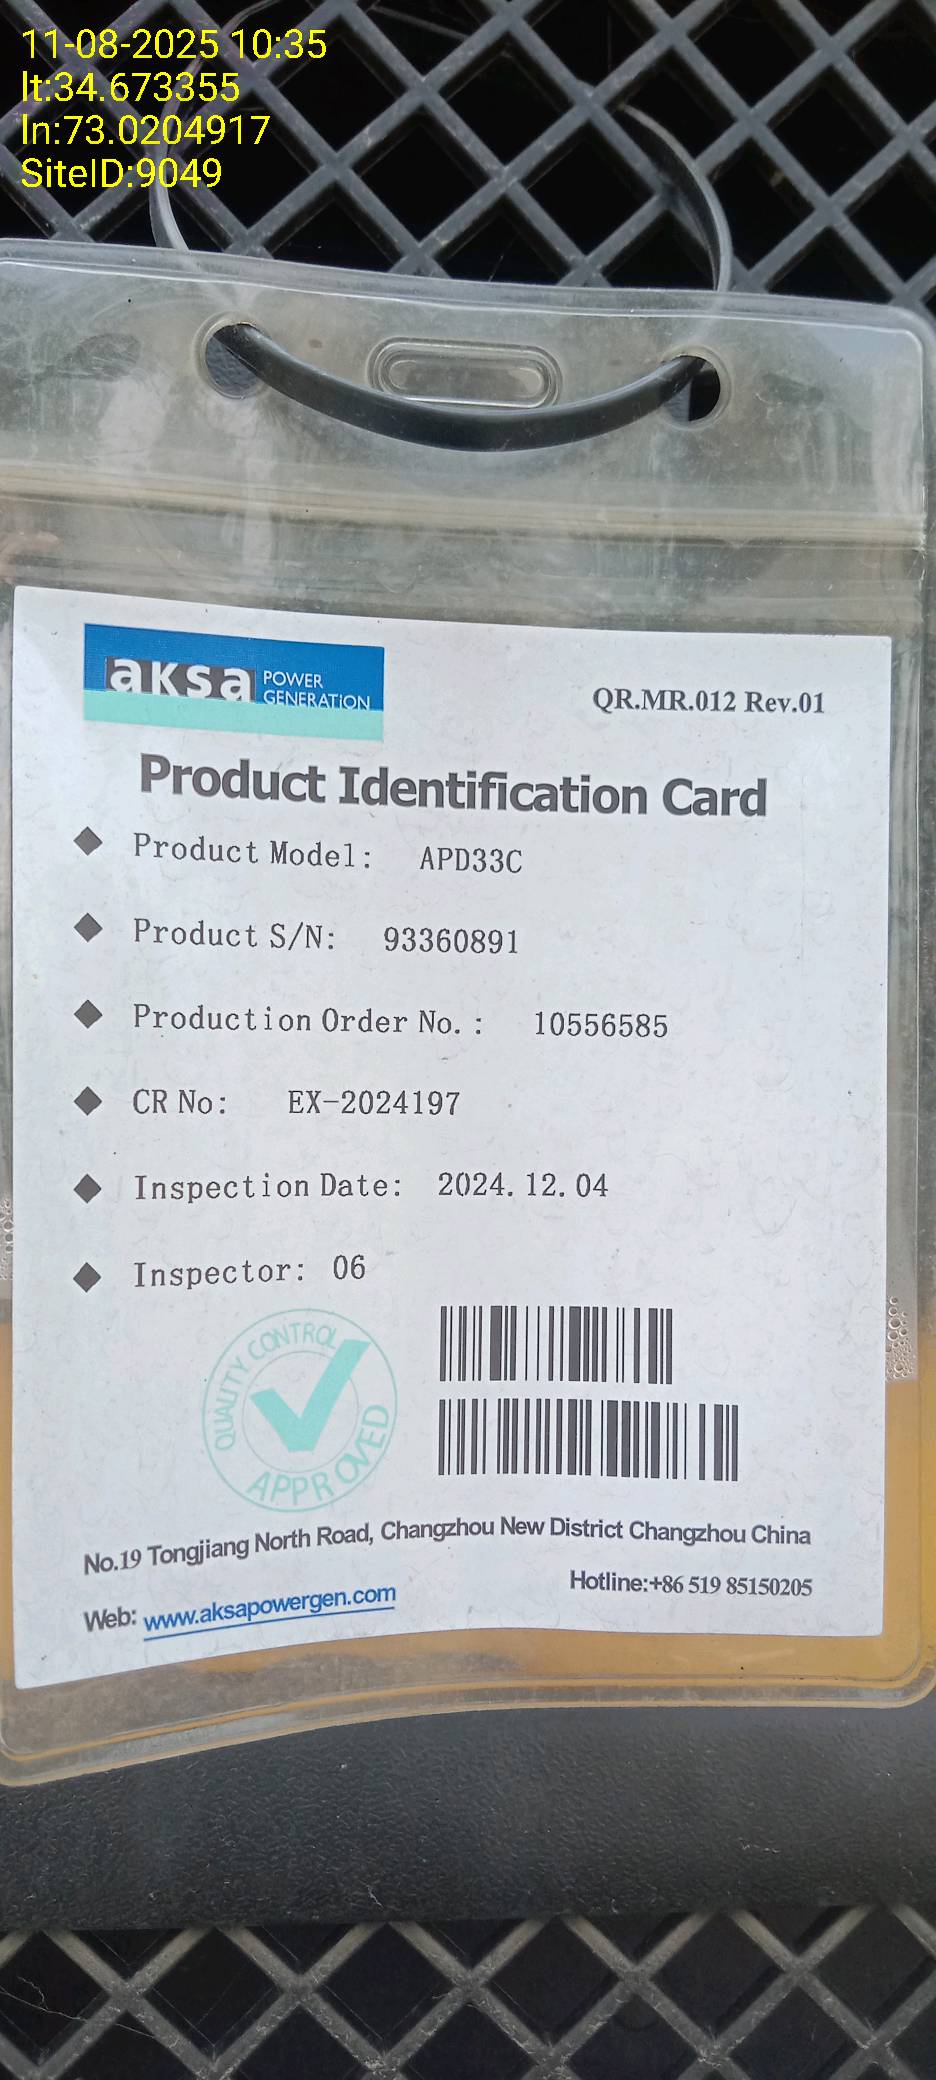 11-08-2025 10:35
lt:34.673355
ln:73.0204917
SiteID:9049
aksa POWER
GENERATION
QR.MR.012 Rev.01
Product Identification Card
◆ Product Model: APD33C
◆ Product S/N: 93360891
◆ Production Order No.: 10556585
◆ CR No: EX-2024197
◆ Inspection Date: 2024.12.04
◆ Inspector: 06
QUALITY CONTROL
APPROVED
No.19 Tongjiang North Road, Changzhou New District Changzhou China
Hotline:+86 519 85150205
Web: www.aksapowergen.com